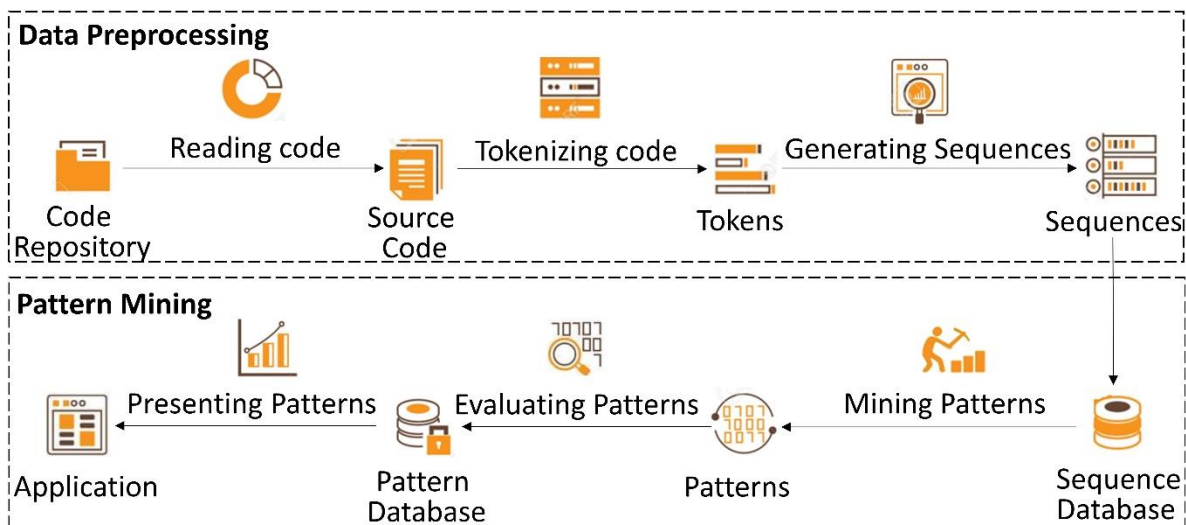 Data Preprocessing
Reading code
Tokenizing code
Generating Sequences
Code
Repository
Source
Code
Tokens
Sequences
Pattern Mining
Presenting Patterns
Evaluating Patterns
Mining Patterns
Application
Pattern
Database
Patterns
Sequence
Database